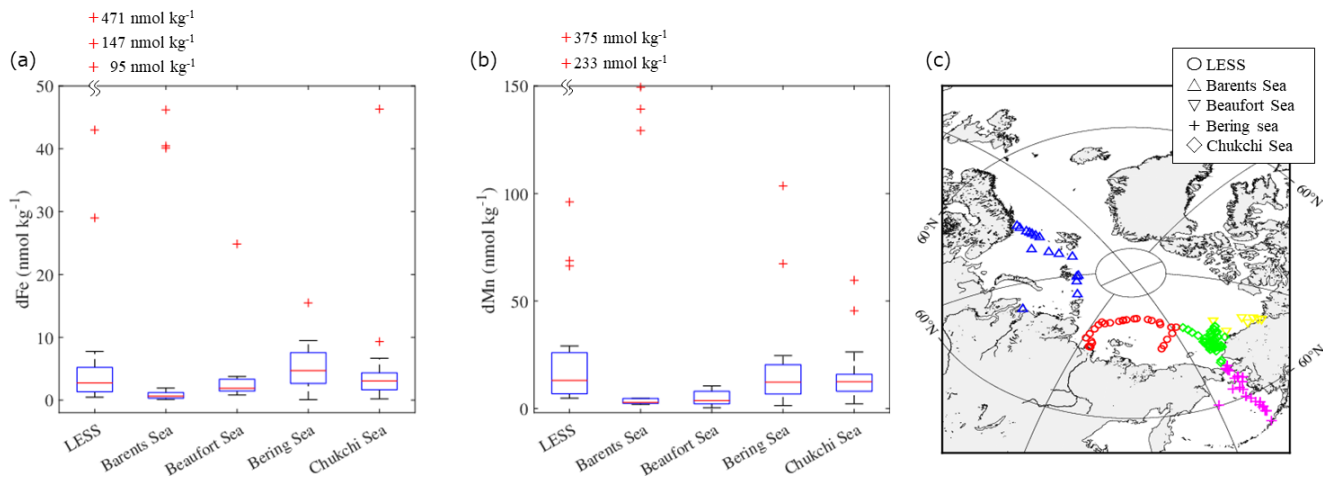 + 471 nmol kg⁻¹
+ 147 nmol kg⁻¹
+ 95 nmol kg⁻¹
(a)
50
40
30
20
10
0
dFe (nmol kg⁻¹)
LESS
Barents Sea
Beaufort Sea
Bering Sea
Chukchi Sea
+ 375 nmol kg⁻¹
+ 233 nmol kg⁻¹
(b)
150
100
50
0
dMn (nmol kg⁻¹)
LESS
Barents Sea
Beaufort Sea
Bering Sea
Chukchi Sea
(c)
LESS
Barents Sea
Beaufort Sea
Bering sea
Chukchi Sea
60°N
60°N
60°N
60°N